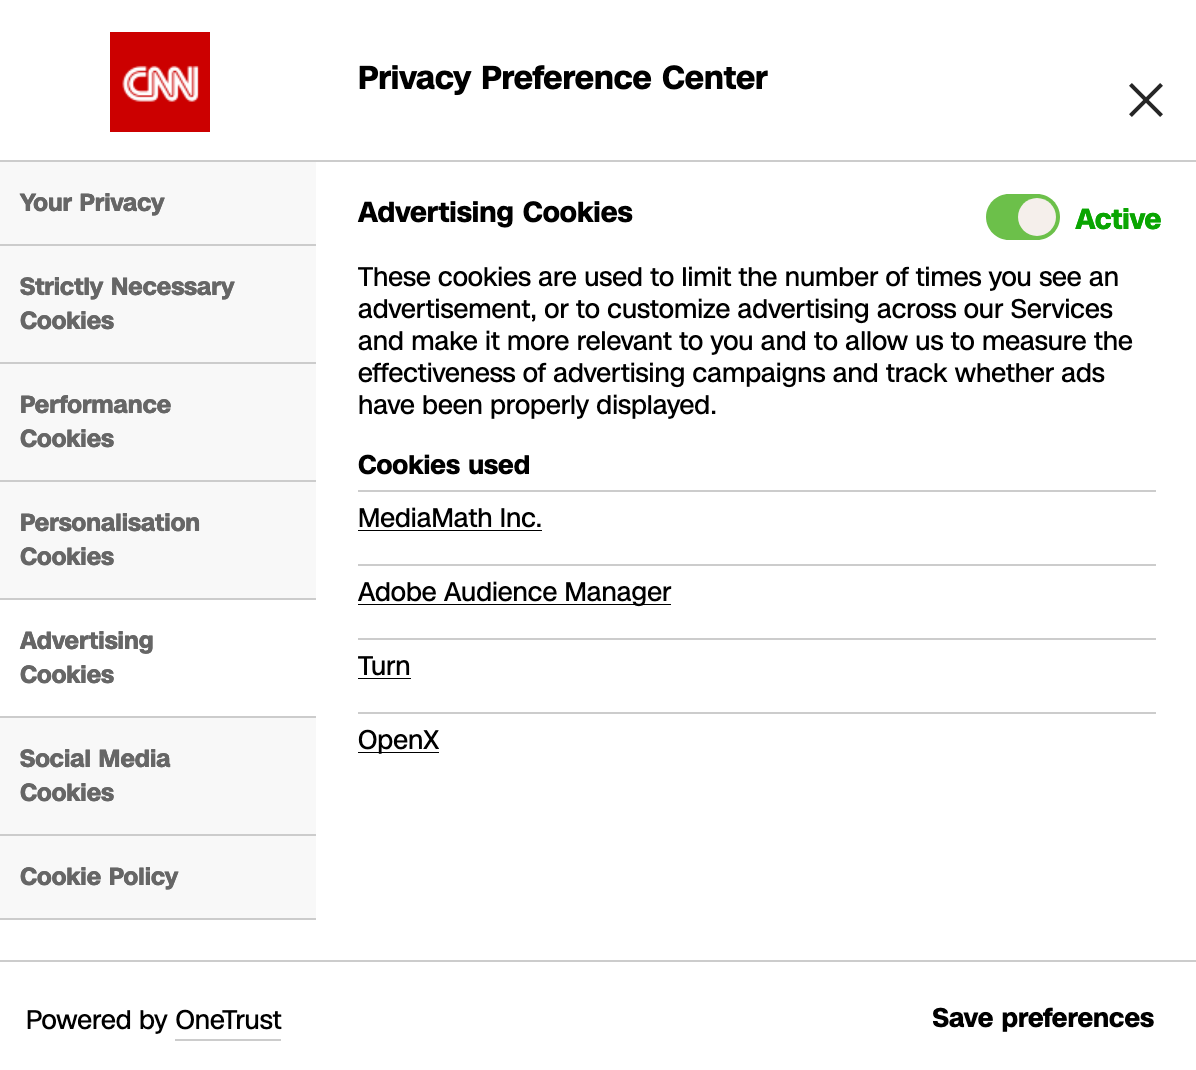 CNN
Privacy Preference Center
Your Privacy
Strictly Necessary
Cookies
Performance
Cookies
Personalisation
Cookies
Advertising
Cookies
Social Media
Cookies
Cookie Policy
Advertising Cookies
Active
These cookies are used to limit the number of times you see an
advertisement, or to customize advertising across our Services
and make it more relevant to you and to allow us to measure the
effectiveness of advertising campaigns and track whether ads
have been properly displayed.
Cookies used
MediaMath Inc.
Adobe Audience Manager
Turn
OpenX
Powered by OneTrust
Save preferences